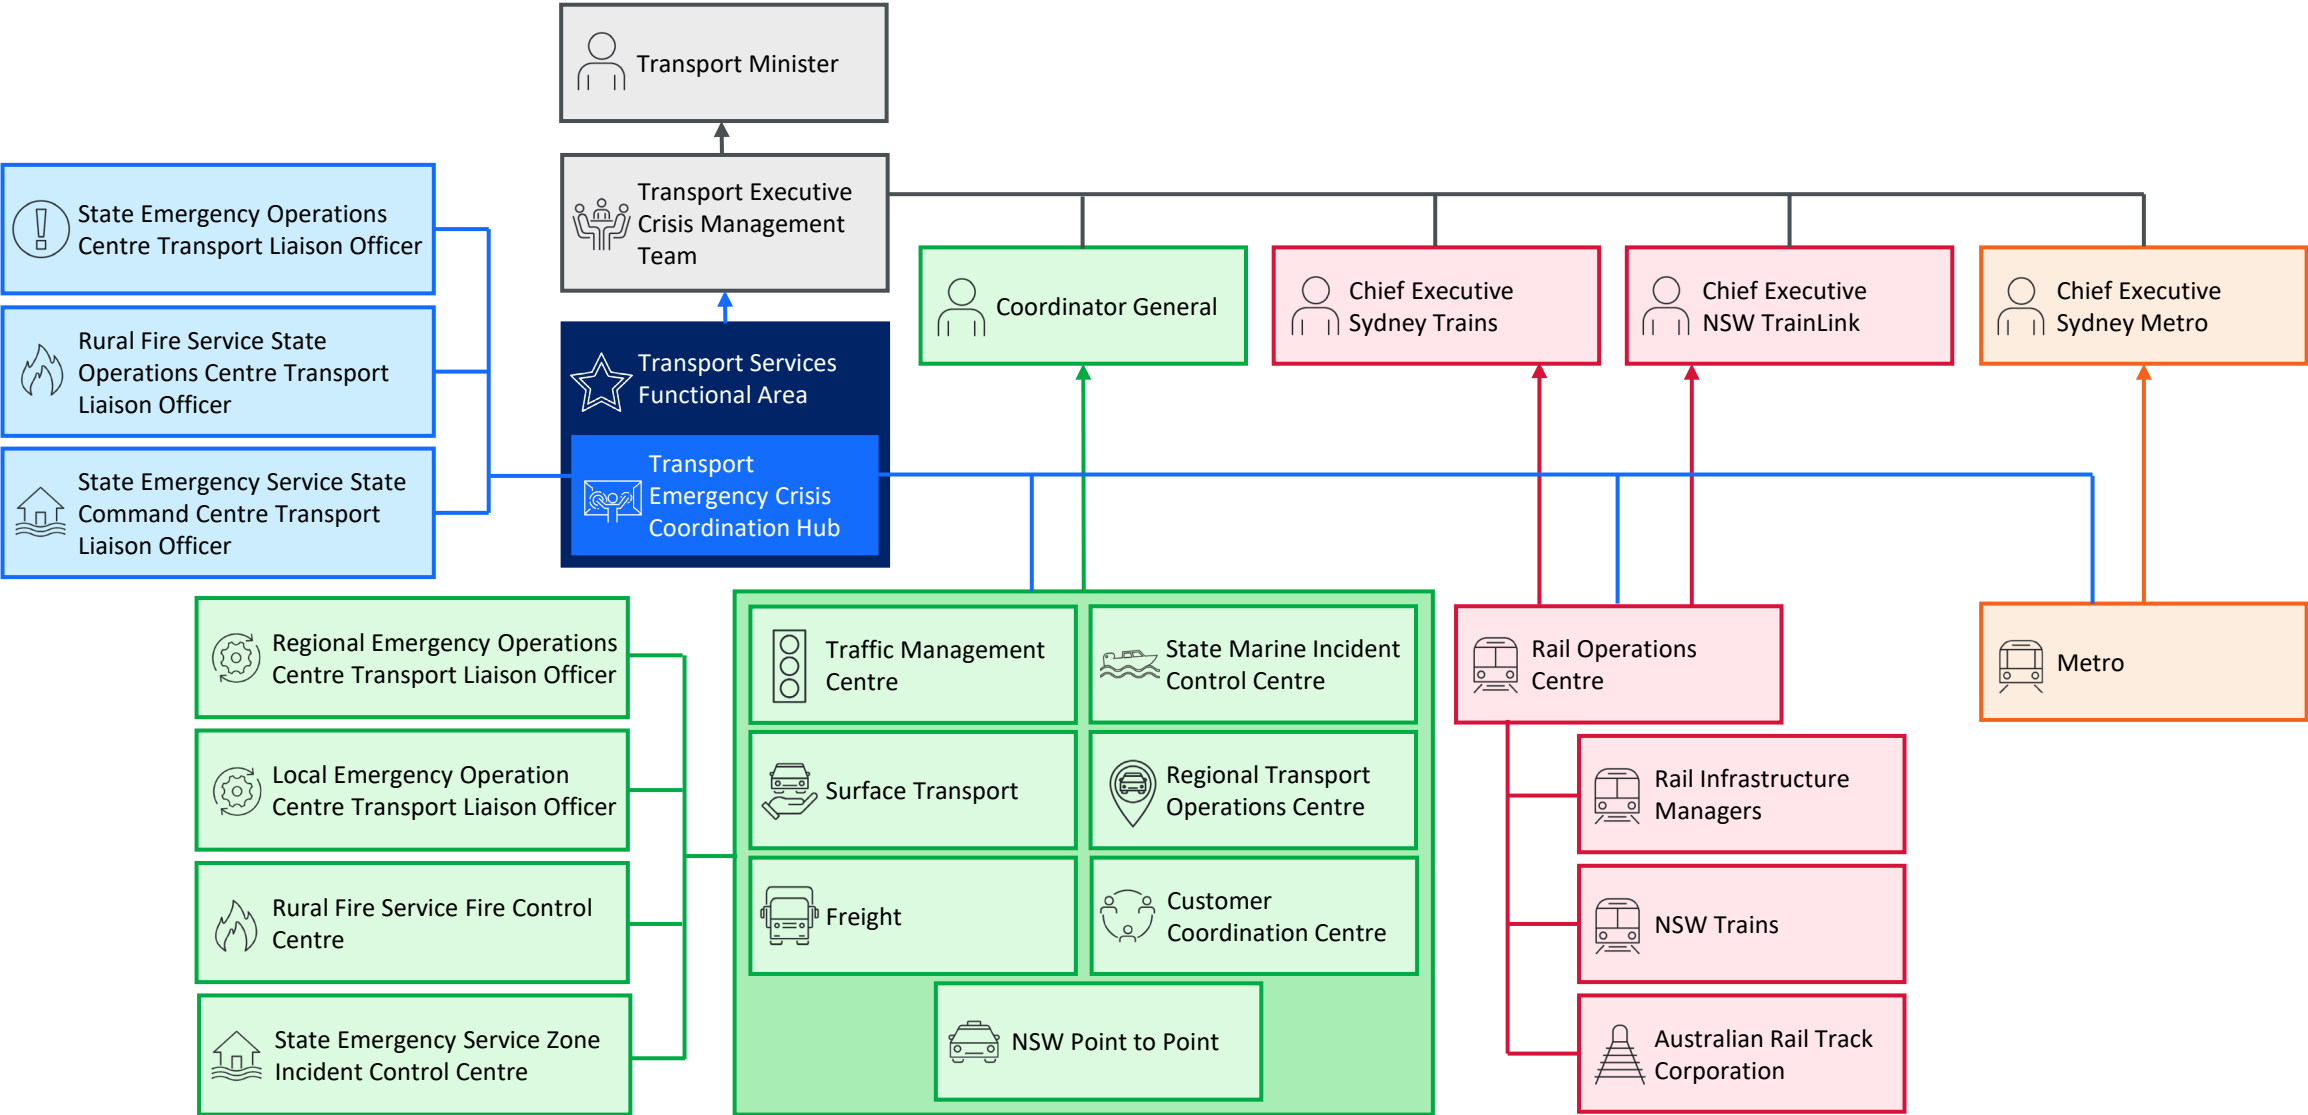 Transport Minister
Transport Executive
Crisis Management
Team
State Emergency Operations
Centre Transport Liaison Officer
Rural Fire Service State
Operations Centre Transport
Liaison Officer
State Emergency Service State
Command Centre Transport
Liaison Officer
Transport Services
Functional Area
Transport
Emergency Crisis
Coordination Hub
Coordinator General
Chief Executive
Sydney Trains
Chief Executive
NSW TrainLink
Chief Executive
Sydney Metro
Regional Emergency Operations
Centre Transport Liaison Officer
Local Emergency Operation
Centre Transport Liaison Officer
Rural Fire Service Fire Control
Centre
State Emergency Service Zone
Incident Control Centre
Traffic Management
Centre
State Marine Incident
Control Centre
Surface Transport
Regional Transport
Operations Centre
Freight
Customer
Coordination Centre
NSW Point to Point
Rail Operations
Centre
Rail Infrastructure
Managers
NSW Trains
Australian Rail Track
Corporation
Metro